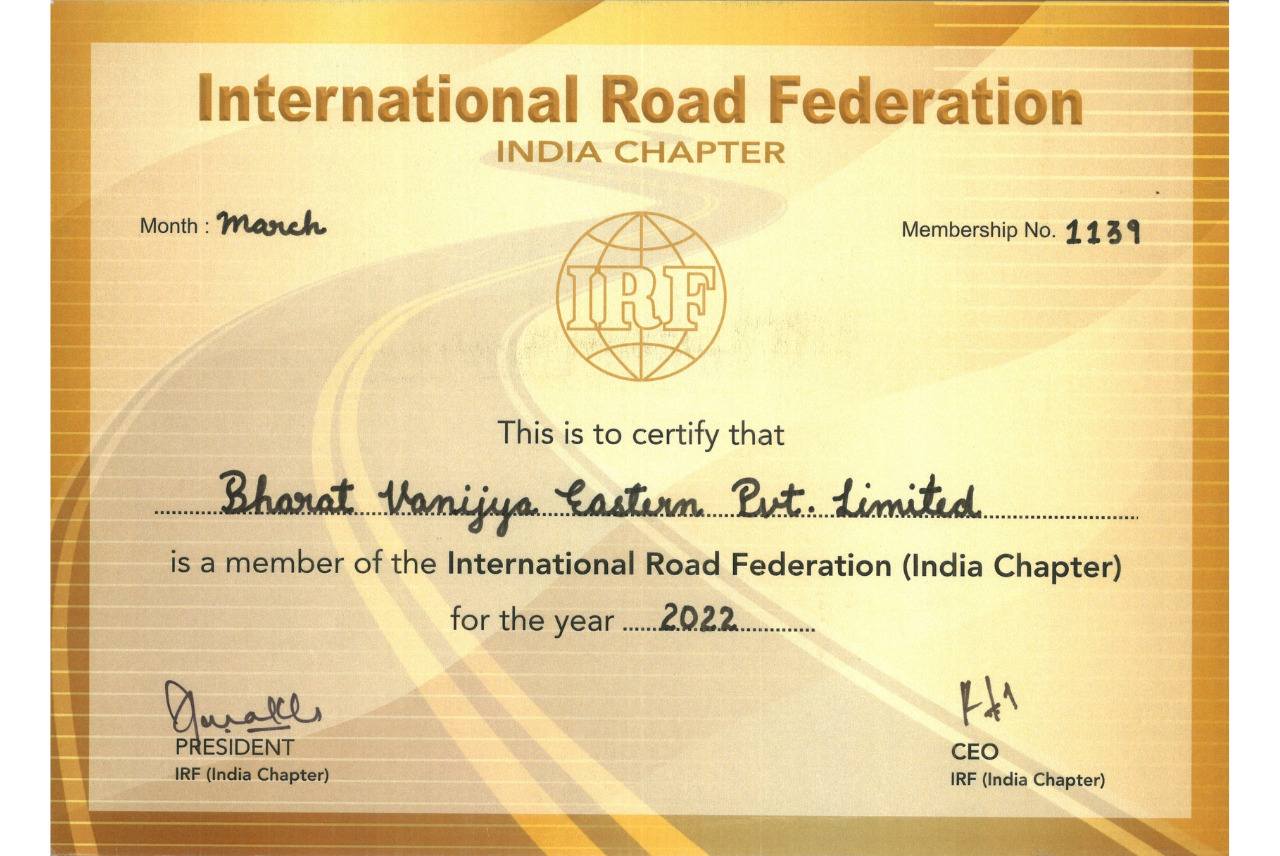 International Road Federation
INDIA CHAPTER
Month : March
Membership No. 1139
IRF
This is to certify that
Bharat Vanijya Eastern Pvt. Limited
is a member of the International Road Federation (India Chapter)
for the year 2022
PRESIDENT
IRF (India Chapter)
CEO
IRF (India Chapter)